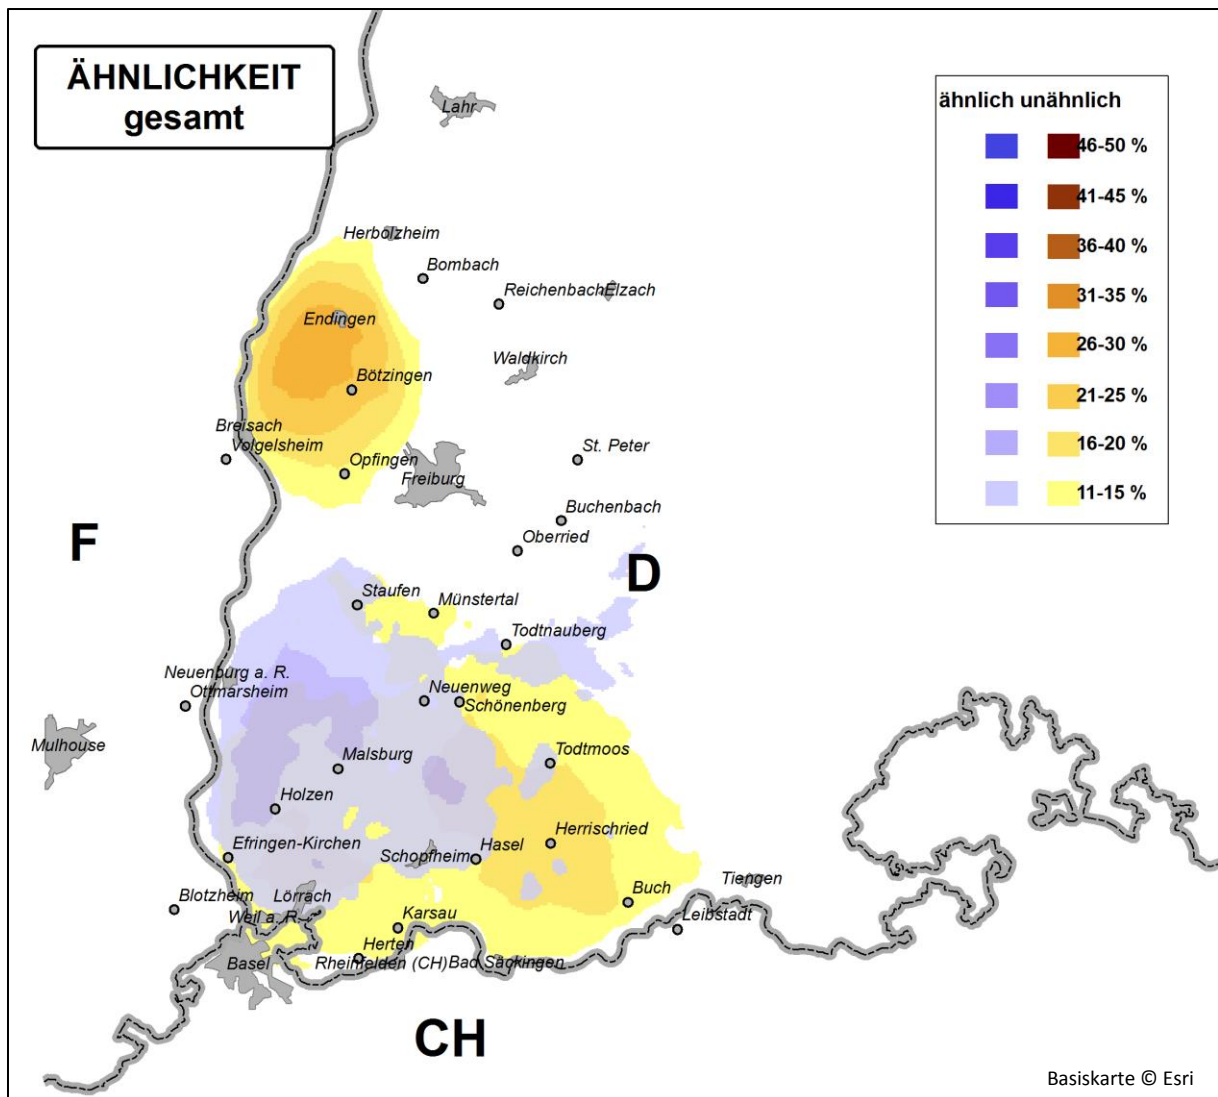 ÄHNLICHKEIT
gesamt
ähnlich unähnlich
46-50 %
41-45 %
36-40 %
31-35 %
26-30 %
21-25 %
16-20 %
11-15 %
Lahr
Herbolzheim
Bombach
Reichenbach
Elzach
Endingen
Waldkirch
Bötzingen
Breisach
Volgelsheim
Opfingen
Freiburg
St. Peter
Buchenbach
Oberried
F
D
Staufen
Münstertal
Todtnauberg
Neuenburg a. R.
Ottmarsheim
Neuenweg
Schönenberg
Mulhouse
Malsburg
Todtmoos
Holzen
Efringen-Kirchen
Schopfheim
Hasel
Herrischried
Blotzheim
Lörrach
Weil a. R.
Karsau
Buch
Tiengen
Leibstadt
Basel
Herten
Rheinfelden (CH)
Bad Säckingen
CH
Basiskarte © Esri